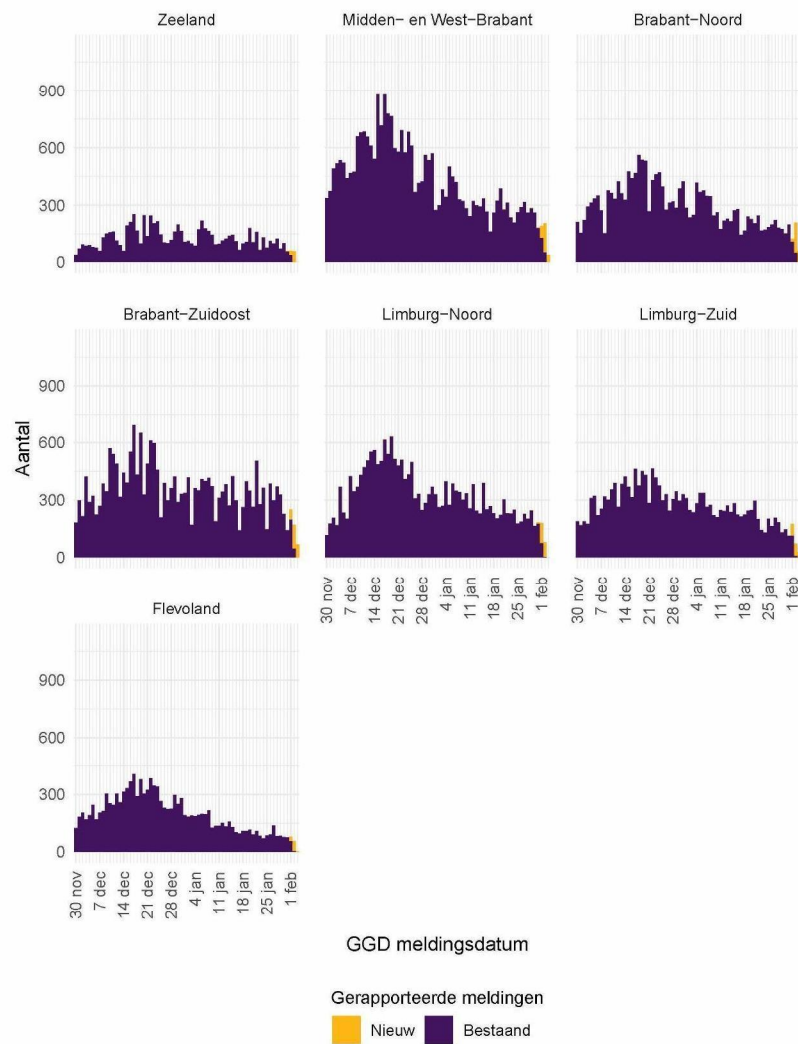 Zeeland
Midden- en West-Brabant
Brabant-Noord
900
600
300
0
Brabant-Zuidoost
Limburg-Noord
Limburg-Zuid
Aantal
900
600
300
0
30 nov
7 dec
14 dec
21 dec
28 dec
4 jan
11 jan
18 jan
25 jan
1 feb
30 nov
7 dec
14 dec
21 dec
28 dec
4 jan
11 jan
18 jan
25 jan
1 feb
Flevoland
900
600
300
0
30 nov
7 dec
14 dec
21 dec
28 dec
4 jan
11 jan
18 jan
25 jan
1 feb
GGD meldingsdatum
Gerapporteerde meldingen
Nieuw Bestaand